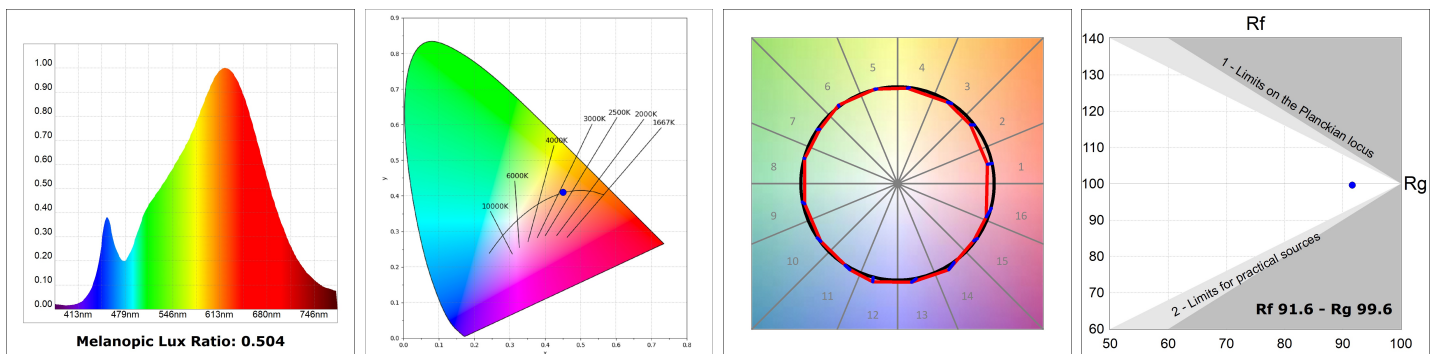 1.00
0.90
0.80
0.70
0.60
0.50
0.40
0.30
0.20
0.10
0.00
413nm 479nm 546nm 613nm 680nm 746nm
Melanopic Lux Ratio: 0.504
0.9
0.8
0.7
0.6
0.5
0.4
0.3
0.2
0.1
0.0
y
0.0 0.1 0.2 0.3 0.4 0.5 0.6 0.7 0.8
x
10000K
6000K
4000K
3000K
2500K
2000K
1667K
1
2
3
4
5
6
7
8
9
10
11
12
13
14
15
16
Rf
140
130
120
110
100
90
80
70
60
Rg
1 - Limits on the Planckian locus
2 - Limits for practical sources
Rf 91.6 - Rg 99.6
50 60 70 80 90 100